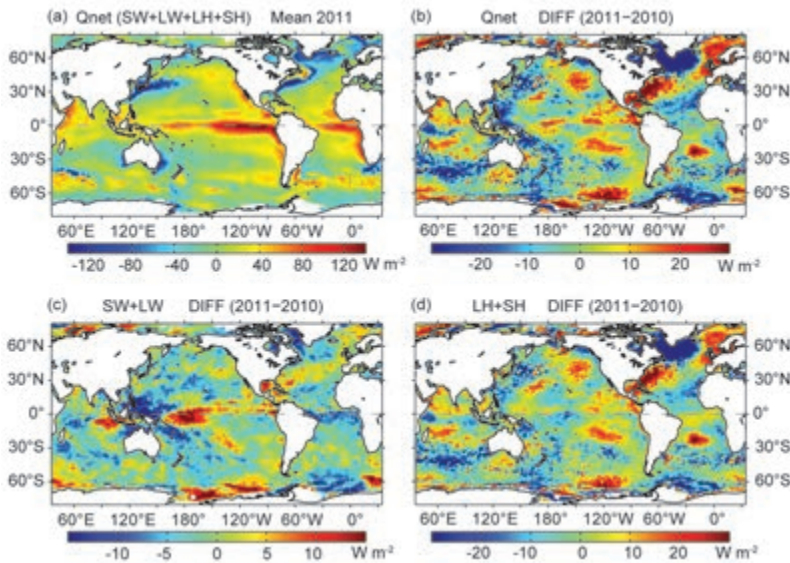 (a) Qnet (SW+LW+LH+SH) Mean 2011
60°N
30°N
0°
30°S
60°S
60°E 120°E 180° 120°W 60°W 0°
-120 -80 -40 0 40 80 120 W m-2
(b) Qnet DIFF (2011−2010)
60°N
30°N
0°
30°S
60°S
60°E 120°E 180° 120°W 60°W 0°
-20 -10 0 10 20 W m-2
(c) SW+LW DIFF (2011−2010)
60°N
30°N
0°
30°S
60°S
60°E 120°E 180° 120°W 60°W 0°
-10 -5 0 5 10 W m-2
(d) LH+SH DIFF (2011−2010)
60°N
30°N
0°
30°S
60°S
60°E 120°E 180° 120°W 60°W 0°
-20 -10 0 10 20 W m-2